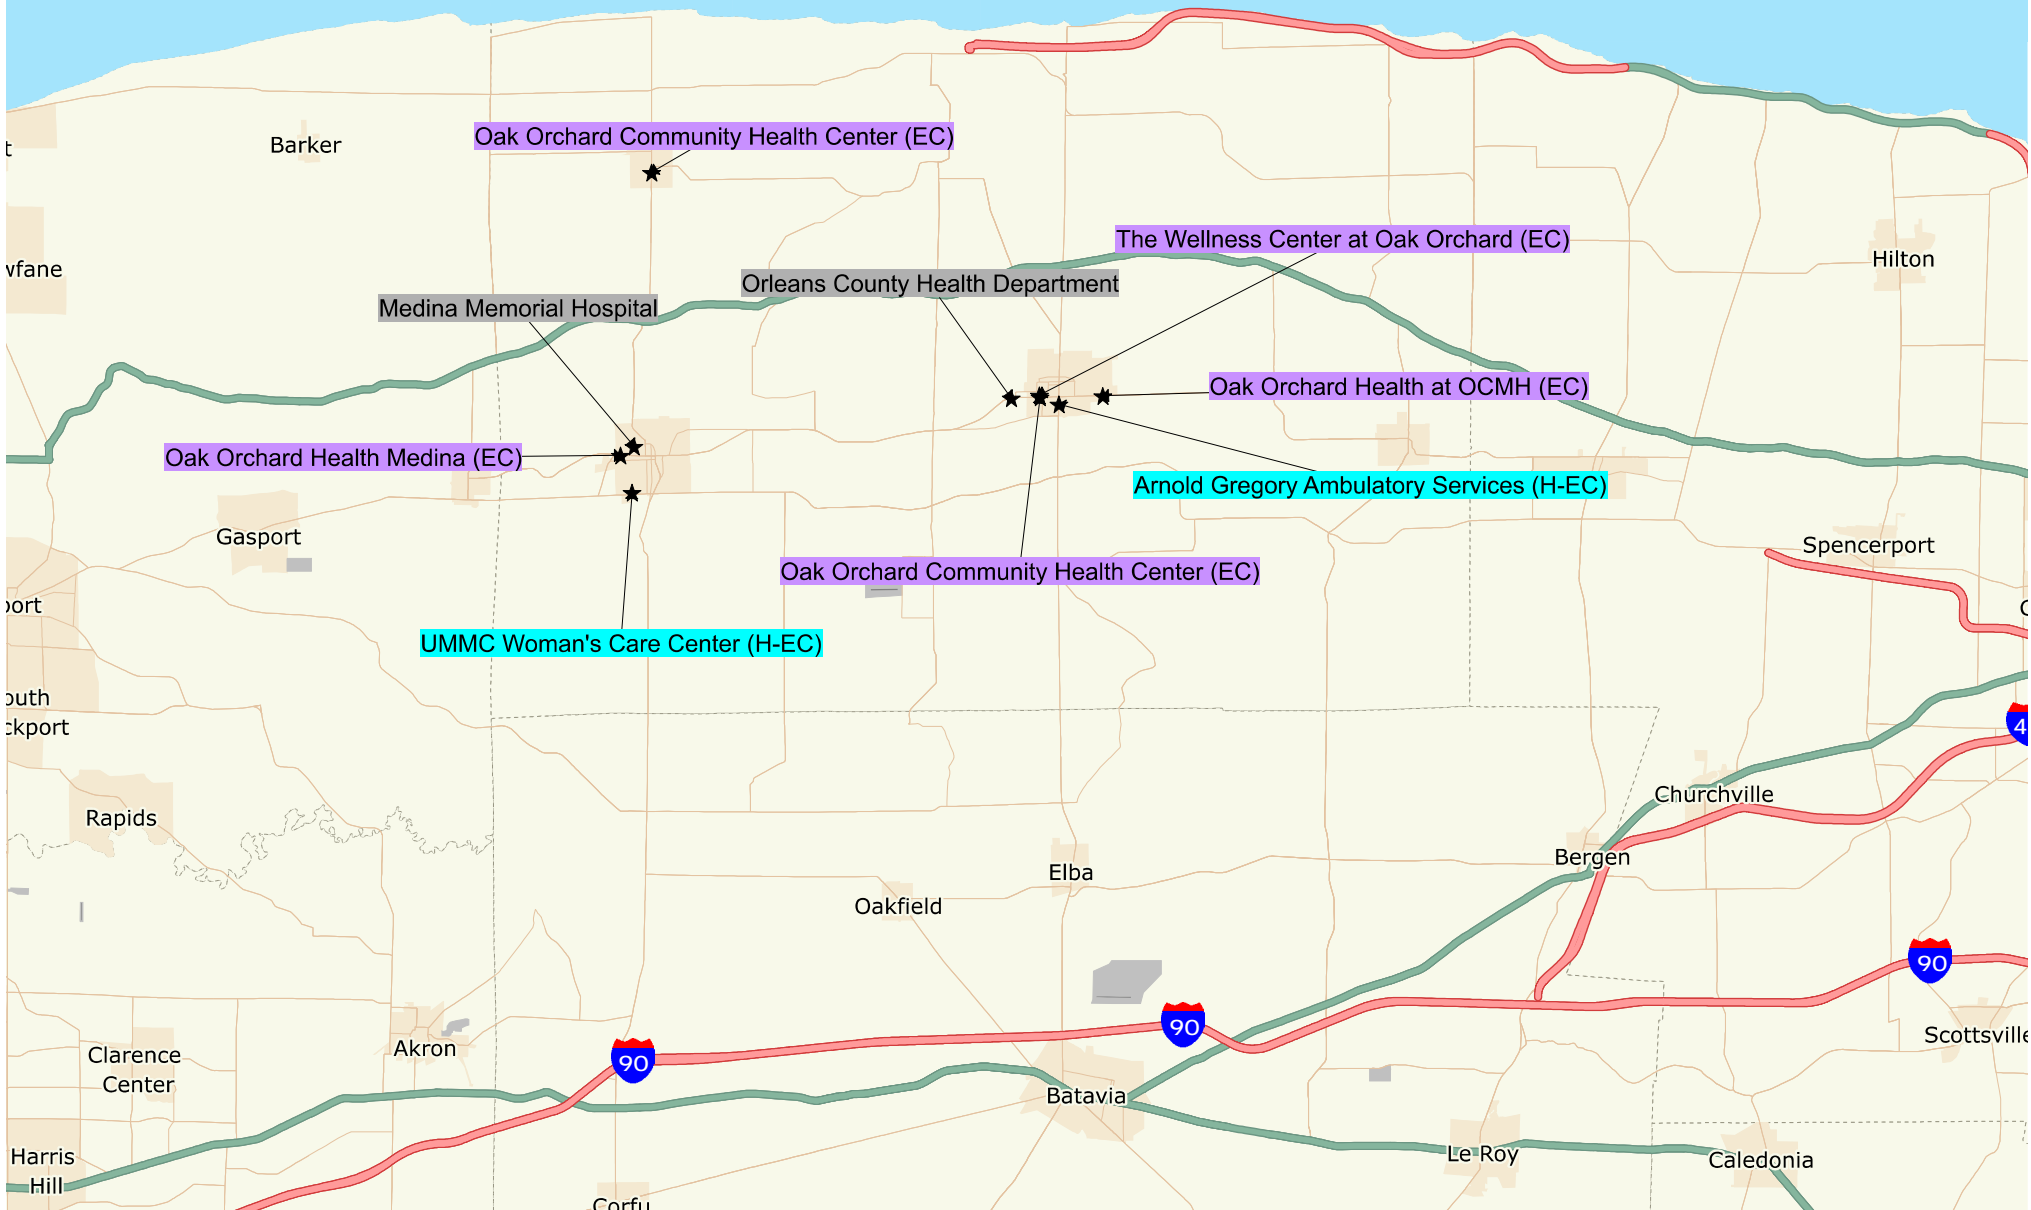 Barker
Oak Orchard Community Health Center (EC)
t
The Wellness Center at Oak Orchard (EC)
Hilton
wfane
Orleans County Health Department
Medina Memorial Hospital
Oak Orchard Health at OCMH (EC)
Oak Orchard Health Medina (EC)
Arnold Gregory Ambulatory Services (H-EC)
Gasport
Spencerport
Oak Orchard Community Health Center (EC)
port
UMMC Woman's Care Center (H-EC)
outh
ckport
4
Churchville
Rapids
Bergen
Elba
Oakfield
90
90
90
Akron
Scottsville
Clarence
Center
Batavia
Harris
Hill
Le Roy
Caledonia
Corfu